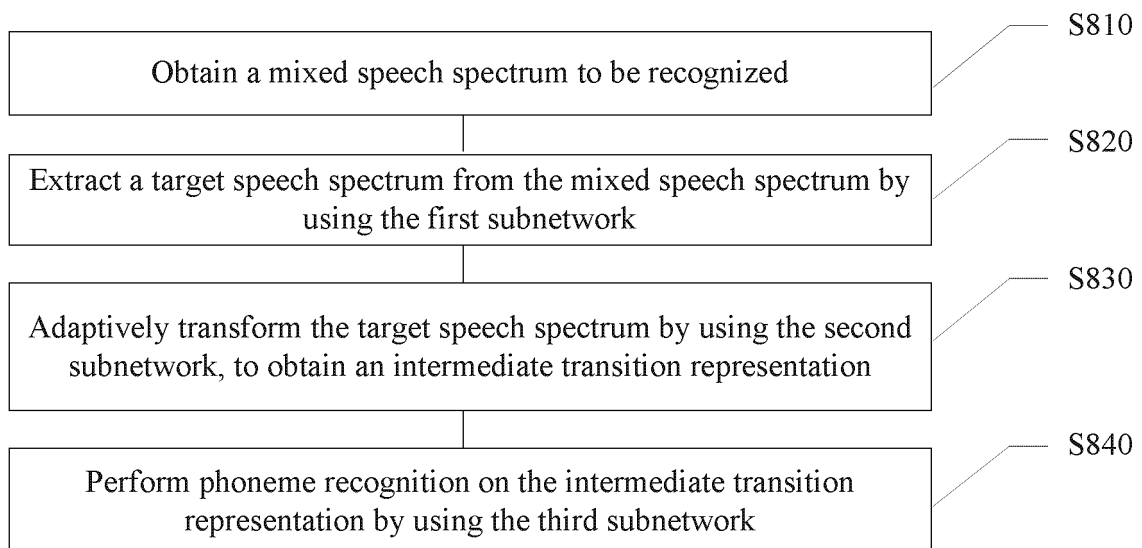 S810
Obtain a mixed speech spectrum to be recognized
S820
Extract a target speech spectrum from the mixed speech spectrum by
using the first subnetwork
S830
Adaptively transform the target speech spectrum by using the second
subnetwork, to obtain an intermediate transition representation
S840
Perform phoneme recognition on the intermediate transition
representation by using the third subnetwork